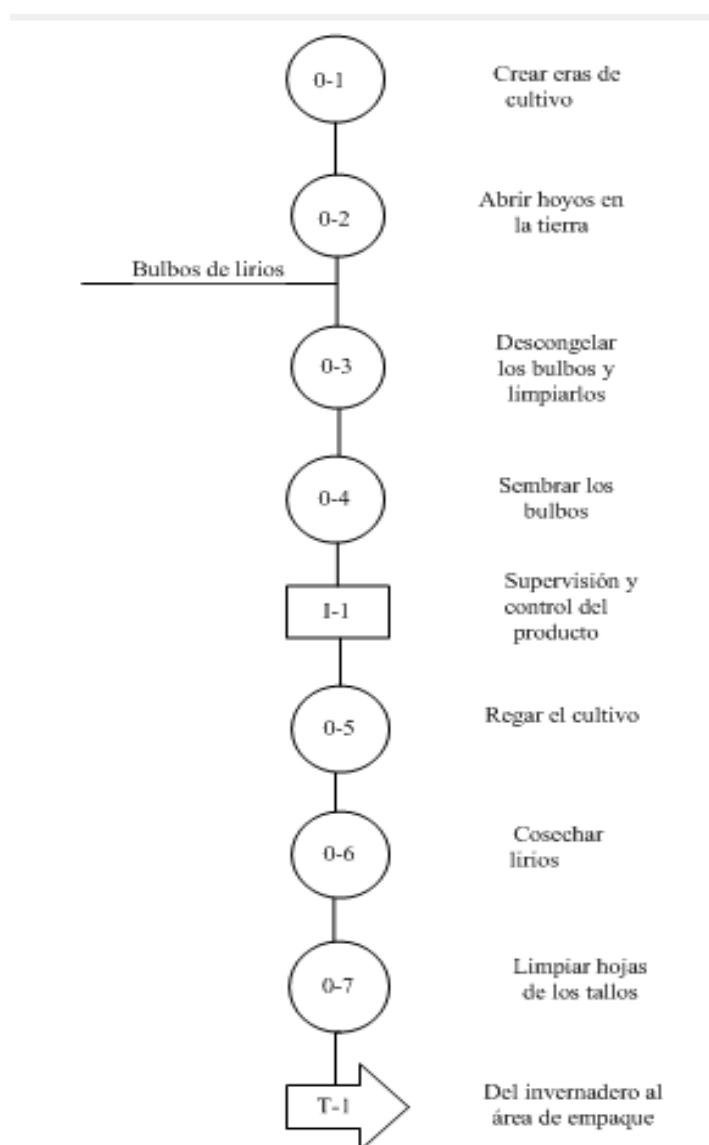 0-1
Crear eras de
cultivo
0-2
Abrir hoyos en
la tierra
Bulbos de lirios
0-3
Descongelar
los bulbos y
limpiarlos
0-4
Sembrar los
bulbos
I-1
Supervisión y
control del
producto
0-5
Regar el cultivo
0-6
Cosechar
lirios
0-7
Limpiar hojas
de los tallos
T-1
Del invernadero al
área de empaque